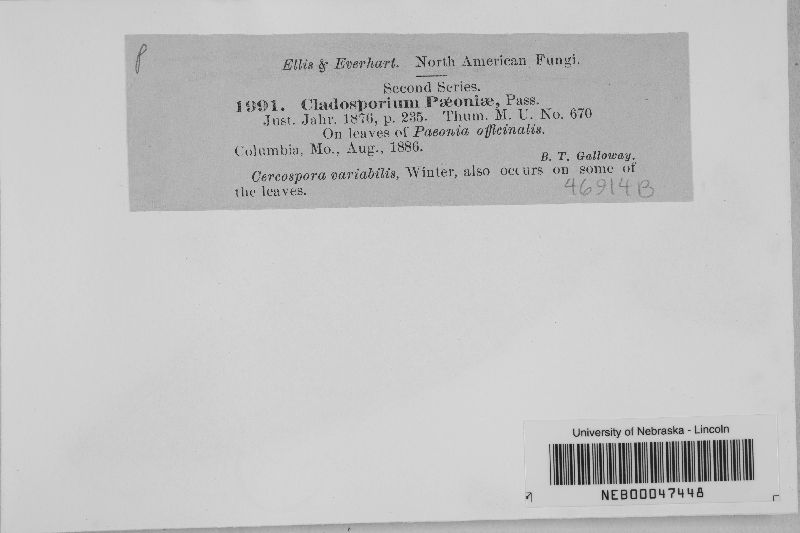 P
Ellis & Everhart. North American Fungi.
Second Series.
1991. Cladosporium Pæoniæ, Pass.
Just. Jahr. 1876, p. 235. Thum. M. U. No. 670
On leaves of Paeonia officinalis.
Columbia, Mo., Aug., 1886.
B. T. Galloway.
Cercospora variabilis, Winter, also occurs on some of
the leaves.
46914B
University of Nebraska - Lincoln
NEB00047448